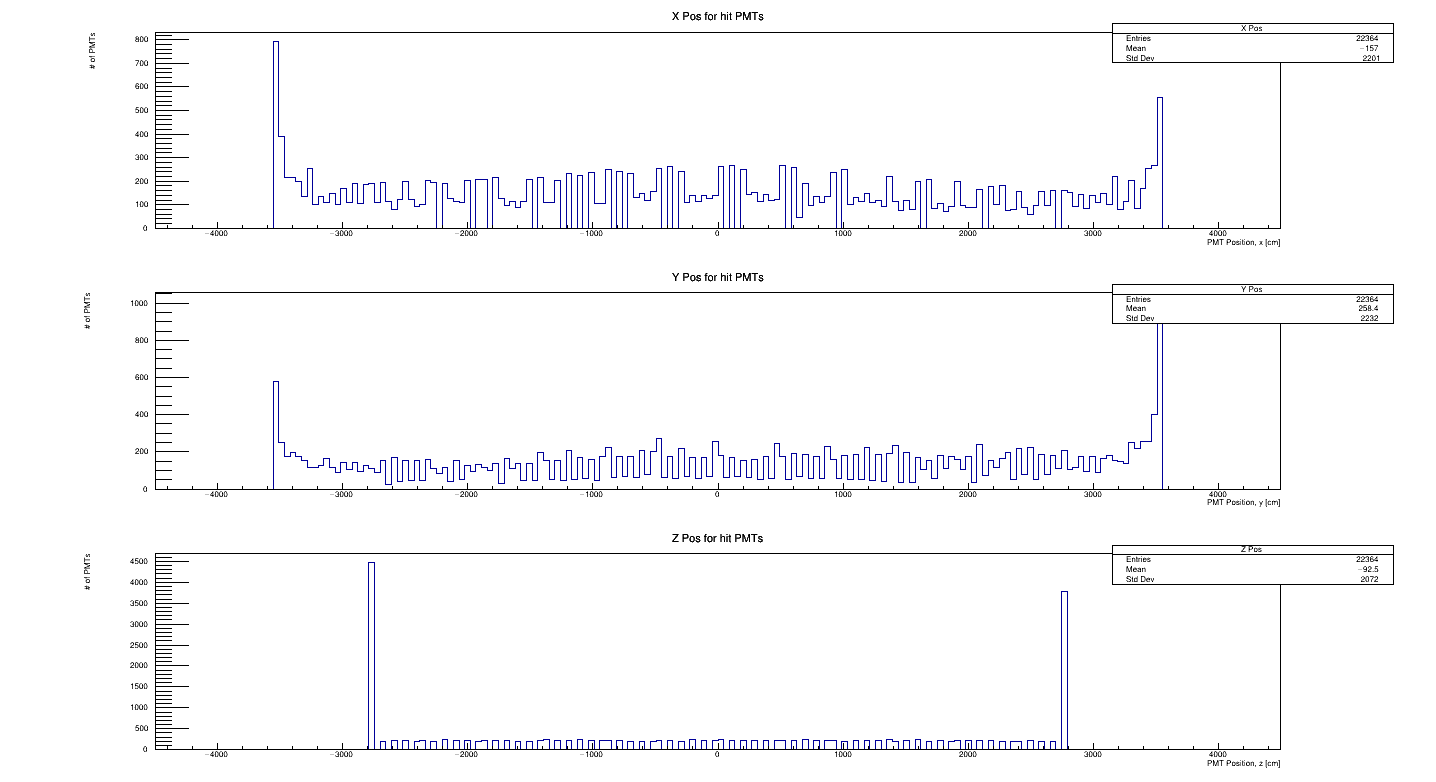 X Pos for hit PMTs
# of PMTs
800
700
600
500
400
300
200
100
0
−4000 −3000 −2000 −1000 0 1000 2000 3000 4000
PMT Position, x [cm]
X Pos
Entries 22364
Mean −157
Std Dev 2201
Y Pos for hit PMTs
# of PMTs
1000
800
600
400
200
0
−4000 −3000 −2000 −1000 0 1000 2000 3000 4000
PMT Position, y [cm]
Y Pos
Entries 22364
Mean 258.4
Std Dev 2232
Z Pos for hit PMTs
# of PMTs
4500
4000
3500
3000
2500
2000
1500
1000
500
0
−4000 −3000 −2000 −1000 0 1000 2000 3000 4000
PMT Position, z [cm]
Z Pos
Entries 22364
Mean −92.5
Std Dev 2072